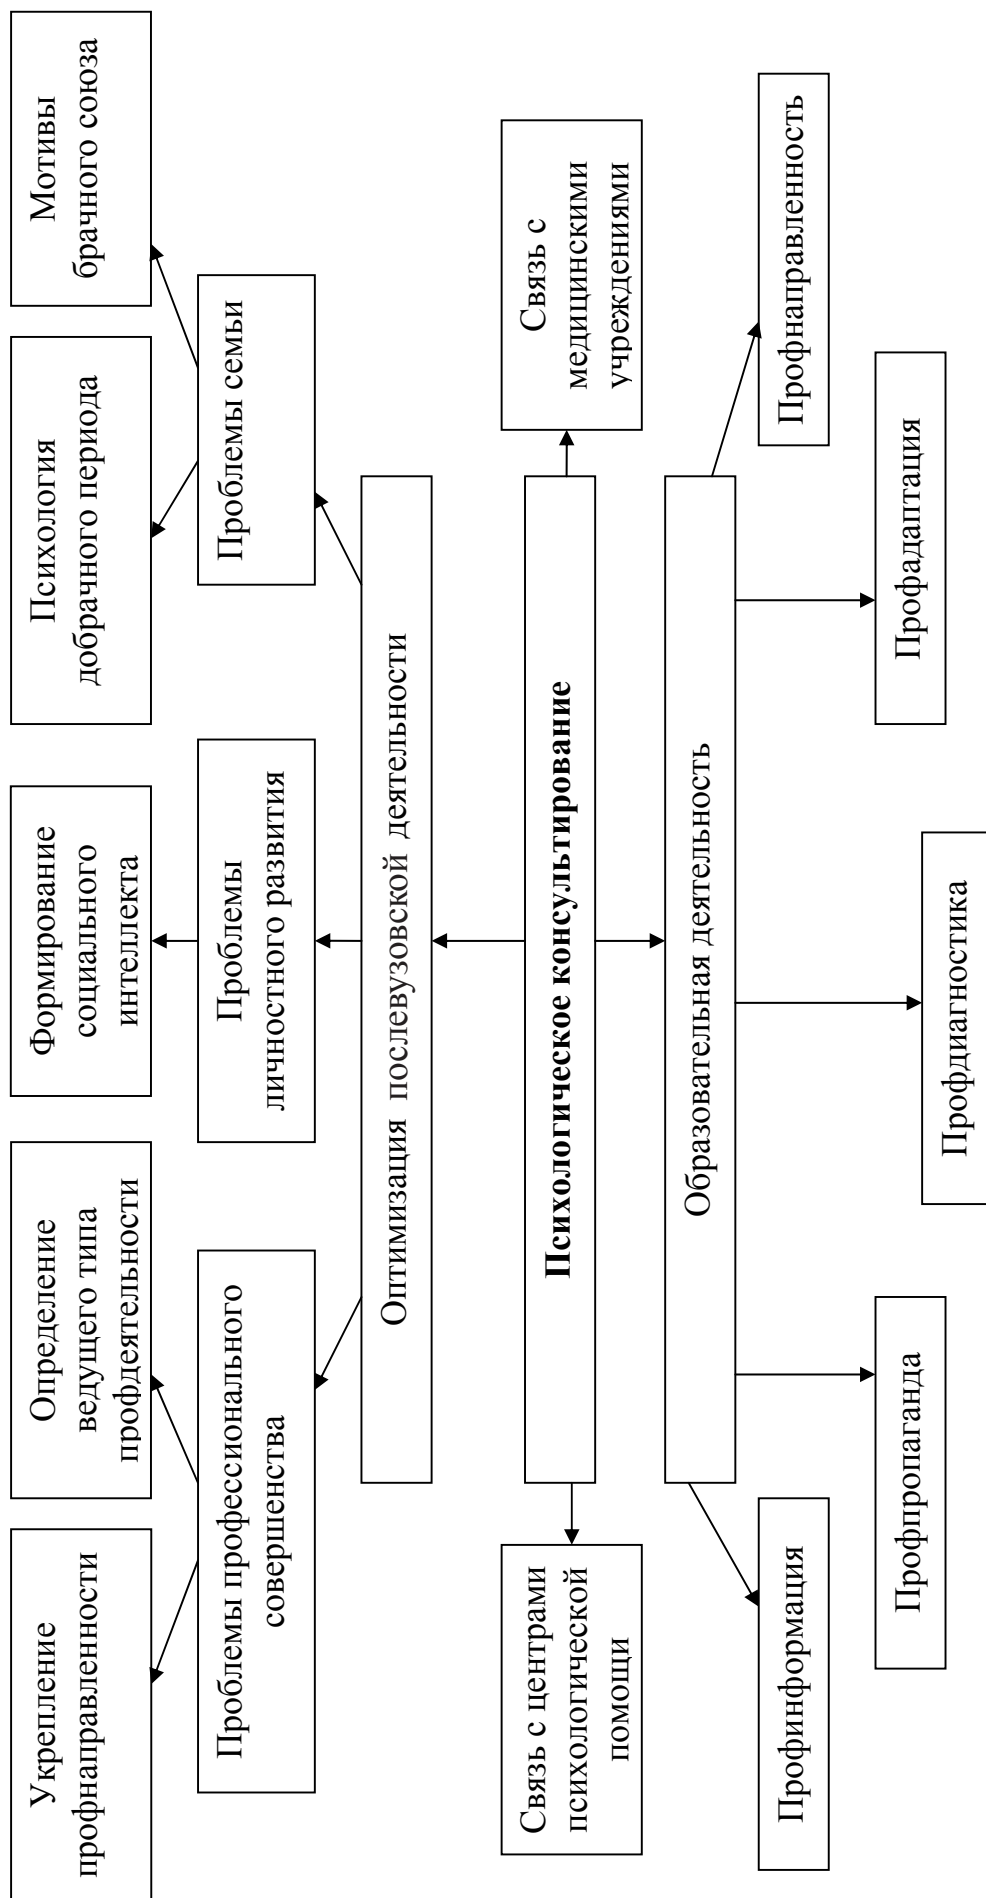 Укрепление
профнаправленности
Определение
ведущего типа
профдеятельности
Формирование
социального
интеллекта
Психология
добрачного периода
Мотивы
брачного союза
Проблемы профессионального
совершенства
Проблемы
личностного развития
Проблемы семьи
Оптимизация послевузовской деятельности
Связь с центрами
психологической
помощи
Психологическое консультирование
Связь с
медицинскими
учреждениями
Образовательная деятельность
Профинформация
Профпропаганда
Профдиагностика
Профадаптация
Профнаправленность